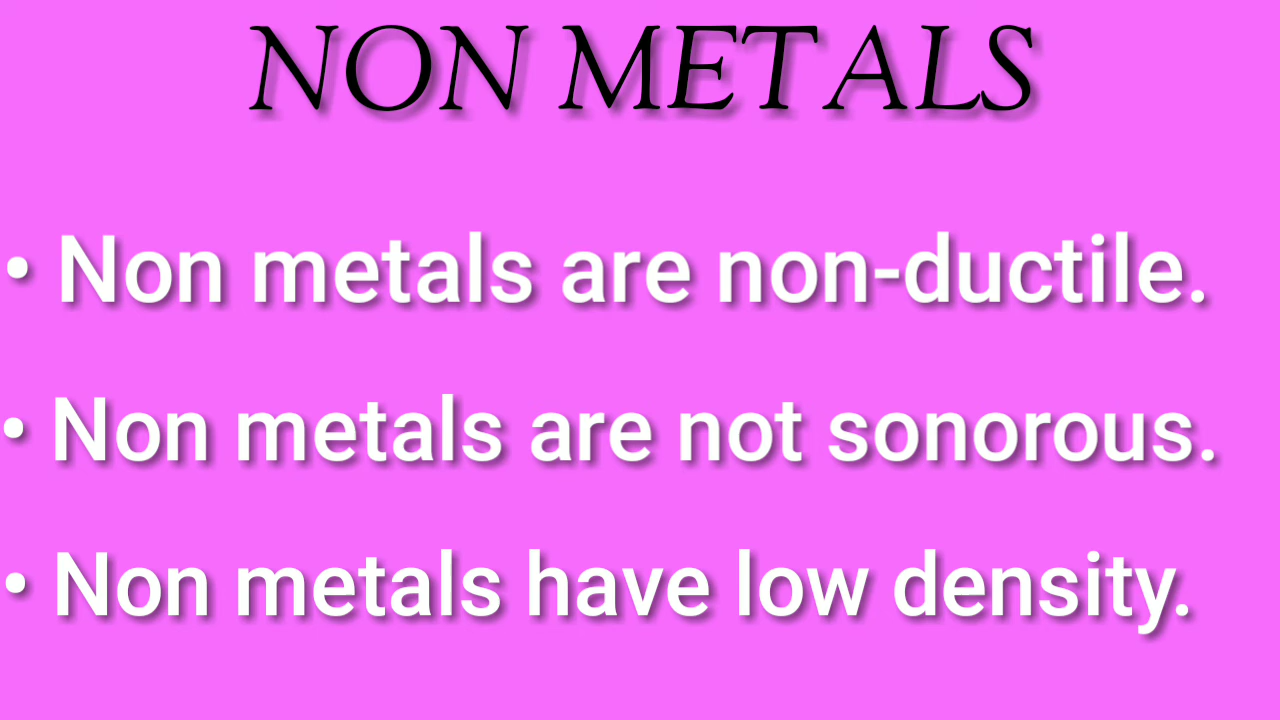 NON METALS
• Non metals are non-ductile.
• Non metals are not sonorous.
• Non metals have low density.